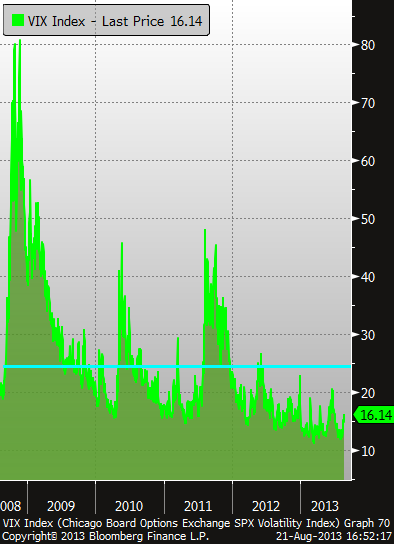 VIX Index - Last Price 16.14
80
70
60
50
40
30
20
16.14
10
008 2009 2010 2011 2012 2013
VIX Index (Chicago Board Options Exchange SPX Volatility Index) Graph 70
Copyright© 2013 Bloomberg Finance L.P. 21-Aug-2013 16:52:17